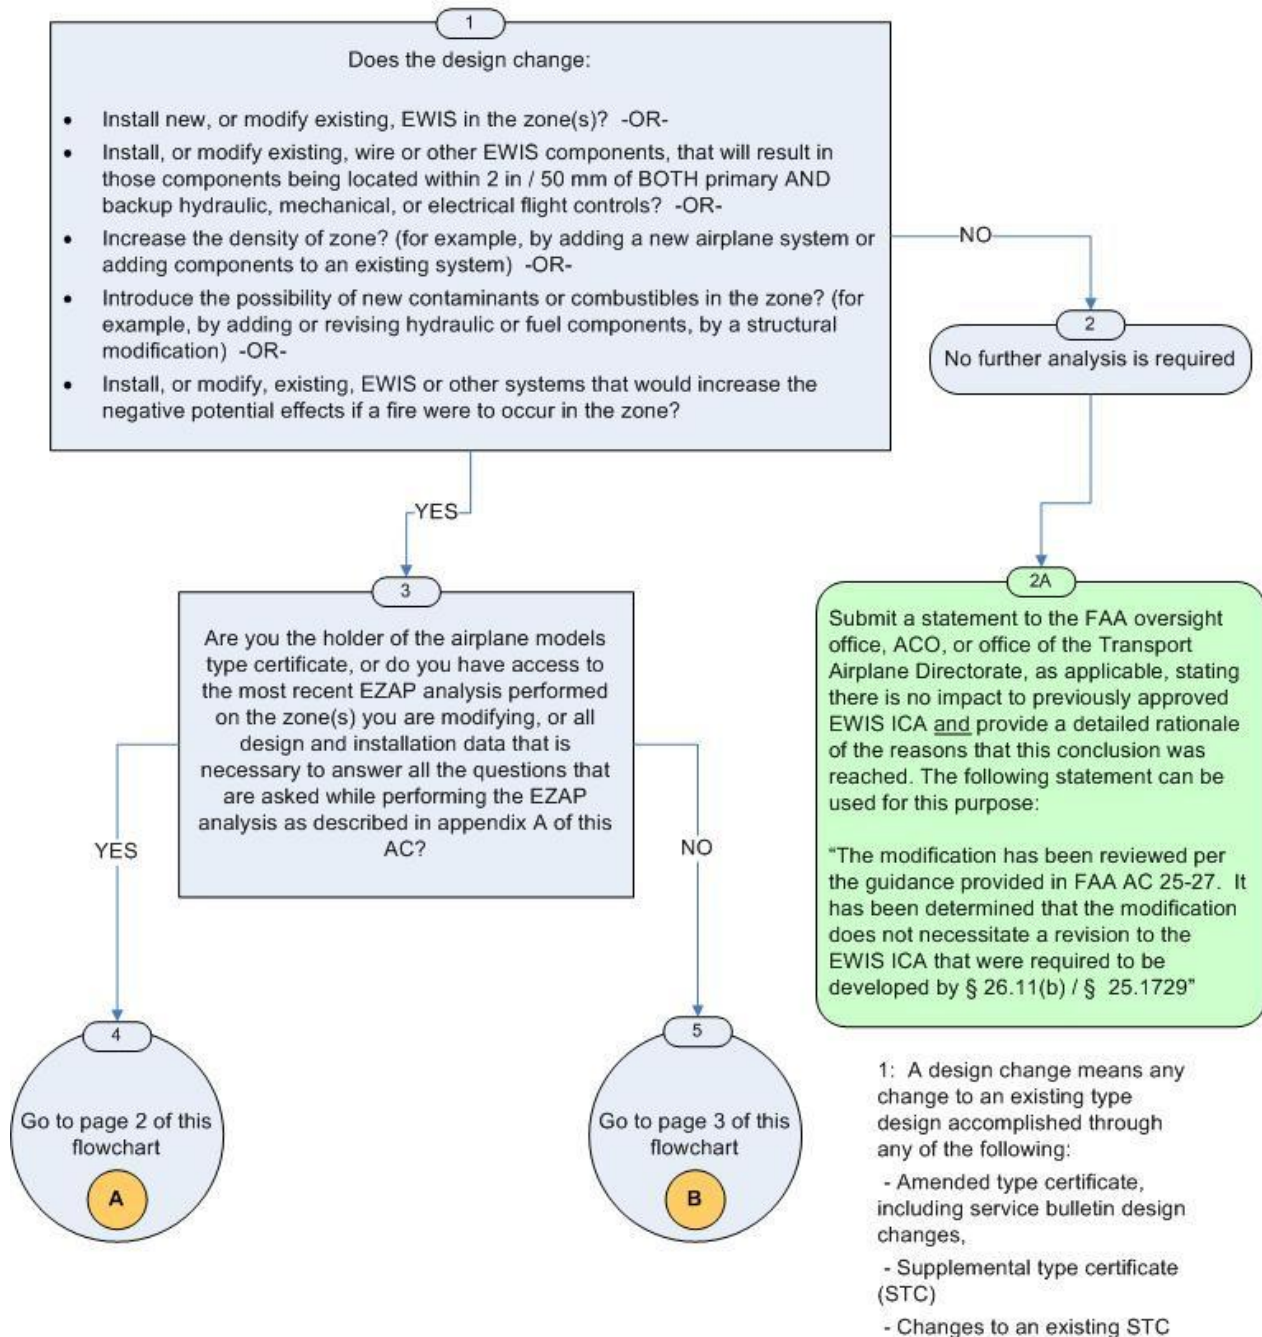 1
Does the design change:
• Install new, or modify existing, EWIS in the zone(s)? -OR-
• Install, or modify existing, wire or other EWIS components, that will result in
those components being located within 2 in / 50 mm of BOTH primary AND
backup hydraulic, mechanical, or electrical flight controls? -OR-
• Increase the density of zone? (for example, by adding a new airplane system or
adding components to an existing system) -OR-
• Introduce the possibility of new contaminants or combustibles in the zone? (for
example, by adding or revising hydraulic or fuel components, by a structural
modification) -OR-
• Install, or modify, existing, EWIS or other systems that would increase the
negative potential effects if a fire were to occur in the zone?
NO
2
No further analysis is required
YES
2A
Submit a statement to the FAA oversight
office, ACO, or office of the Transport
Airplane Directorate, as applicable, stating
there is no impact to previously approved
EWIS ICA and provide a detailed rationale
of the reasons that this conclusion was
reached. The following statement can be
used for this purpose:
“The modification has been reviewed per
the guidance provided in FAA AC 25-27. It
has been determined that the modification
does not necessitate a revision to the
EWIS ICA that were required to be
developed by § 26.11(b) / § 25.1729”
3
Are you the holder of the airplane models
type certificate, or do you have access to
the most recent EZAP analysis performed
on the zone(s) you are modifying, or all
design and installation data that is
necessary to answer all the questions that
are asked while performing the EZAP
analysis as described in appendix A of this
AC?
YES
NO
4
Go to page 2 of this
flowchart
A
5
Go to page 3 of this
flowchart
B
1: A design change means any
change to an existing type
design accomplished through
any of the following:
- Amended type certificate,
including service bulletin design
changes,
- Supplemental type certificate
(STC)
- Changes to an existing STC